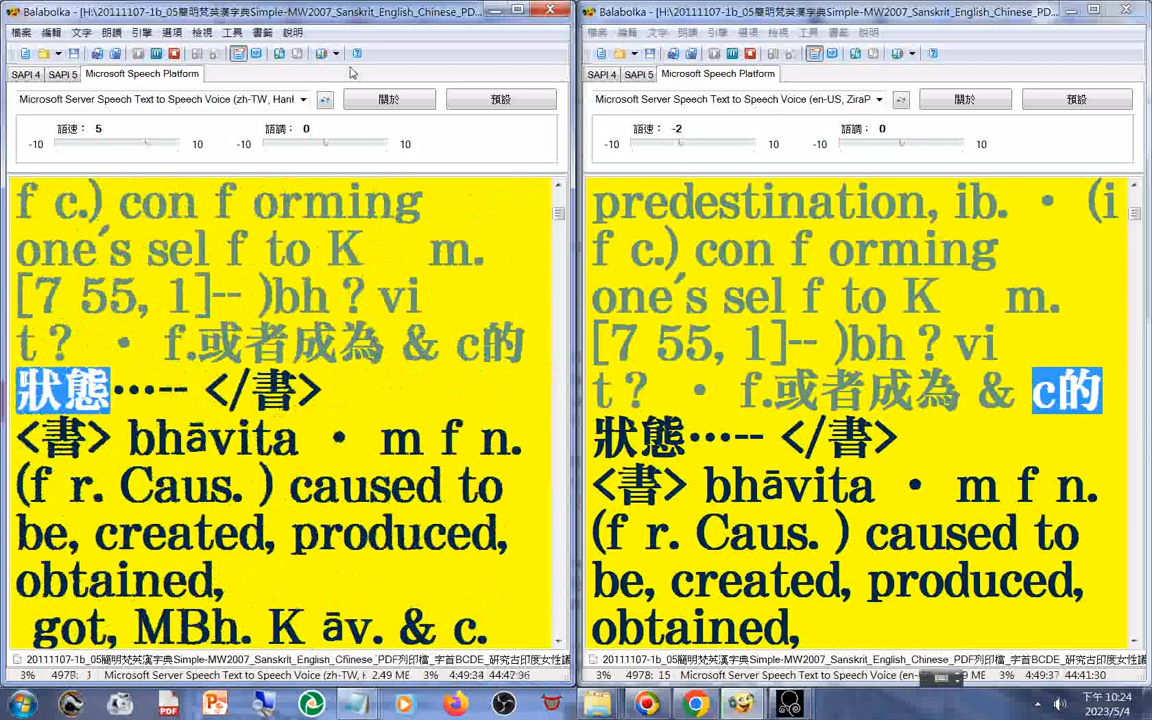 Balabolka - [H:\20111107-1b_05簡明梵英漢字典Simple-MW2007_Sanskrit_English_Chinese_PD...
檔案 編輯 文字 朗讀 引擎 選項 檢視 工具 書籤 說明
SAPI 4 SAPI 5 Microsoft Speech Platform
Microsoft Server Speech Text to Speech Voice (zh-TW, Hanl
關於 預設
語速： 5 語調： 0
-10 10 -10 10
f c.) con f orming
one's sel f to K m.
[7 55, 1]-- )bh ? vi
t ? • f.或者成為 & c的
狀態…-- </書>
<書> bhāvita • m f n.
(f r. Caus. ) caused to
be, created, produced,
obtained,
got, MBh. K āv. & c.
20111107-1b_05簡明梵英漢字典Simple-MW2007_Sanskrit_English_Chinese_PDF列印檔_字首BCDE_研究古印度女性議
3% 4978: 1 Microsoft Server Speech Text to Speech Voice (zh-TW, H 2.49 MB 3% 4:49:34
Balabolka - [H:\20111107-1b_05簡明梵英漢字典Simple-MW2007_Sanskrit_English_Chinese_PD...
檔案 編輯 文字 朗讀 引擎 選項 檢視 工具 書籤 說明
SAPI 4 SAPI 5 Microsoft Speech Platform
Microsoft Server Speech Text to Speech Voice (en-US, ZiraP
關於 預設
語速： -2 語調： 0
-10 10 -10 10
predestination, ib. • (i
f c.) con f orming
one's sel f to K m.
[7 55, 1]-- )bh ? vi
t ? • f.或者成為 & c的
狀態…-- </書>
<書> bhāvita • m f n.
(f r. Caus. ) caused to
be, created, produced,
obtained,
20111107-1b_05簡明梵英漢字典Simple-MW2007_Sanskrit_English_Chinese_PDF列印檔_字首BCDE_研究古印度女性議
3% 4978: 15 Microsoft Server Speech Text to Speech Voice (en-U 3% 4:49:37 44:41:30
PDF
下午 10:24
2023/5/4